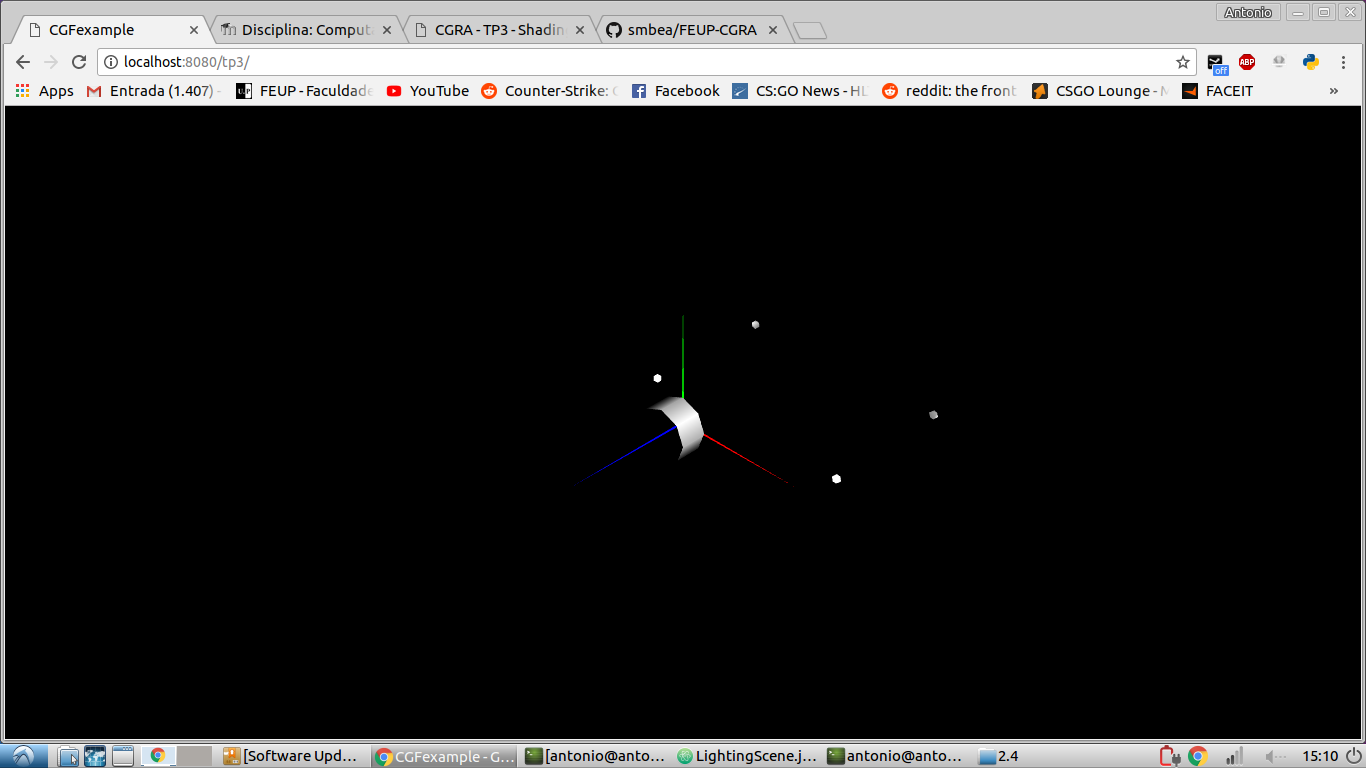 Antonio
CGFexample
Disciplina: Comput
CGRA - TP3 - Shadin
smbea/FEUP-CGRA
localhost:8080/tp3/
off
ABP
Apps
Entrada (1.407) -
FEUP - Faculdade
YouTube
Counter-Strike:
Facebook
CS:GO News - HL
reddit: the front
CSGO Lounge -
FACEIT
»
[Software Upd...
CGFexample - G...
[antonio@anto...
LightingScene.j...
antonio@anto...
2.4
15:10